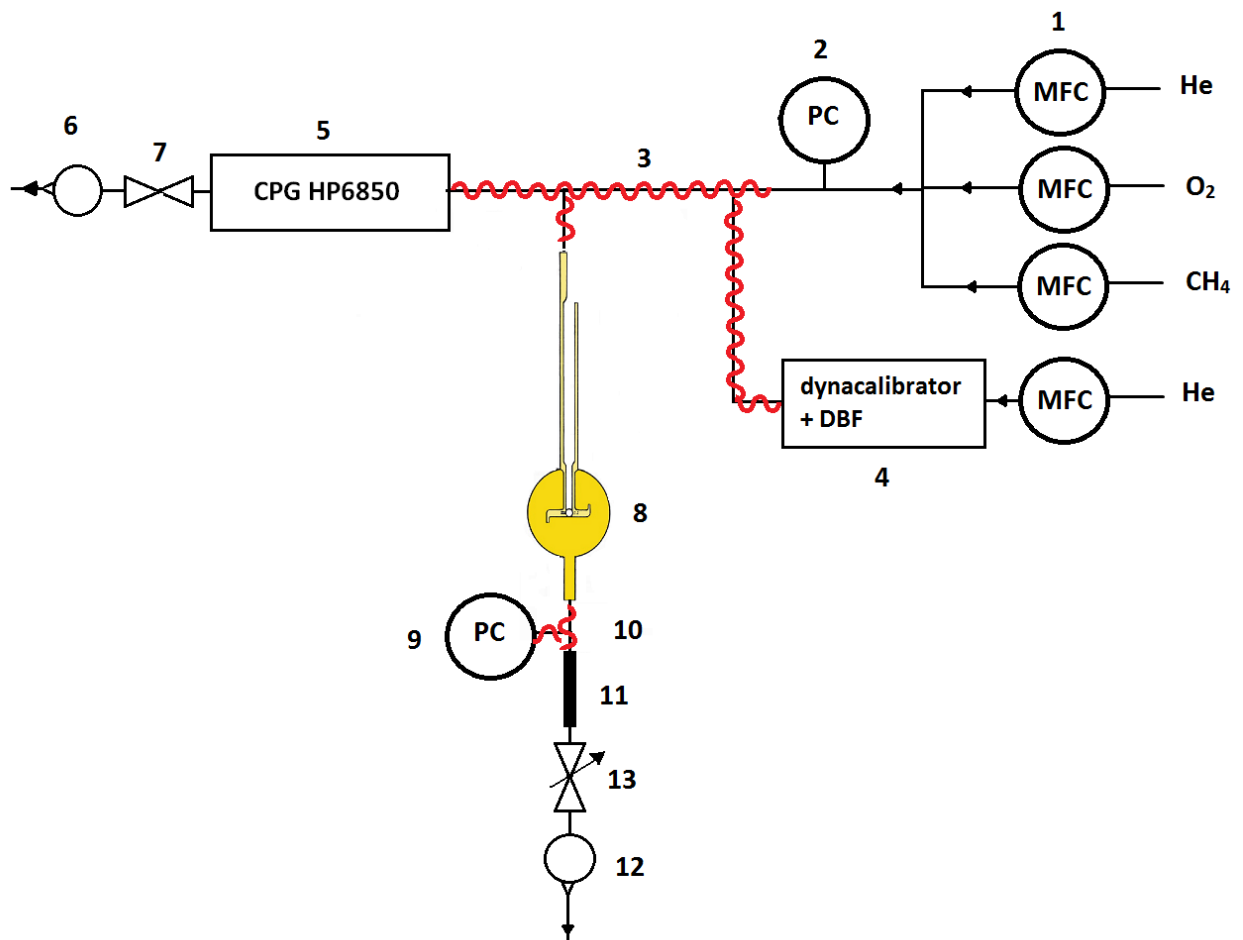 1
MFC
He
2
PC
6
7
5
CPG HP6850
3
MFC
O₂
MFC
CH₄
dynacalibrator
+ DBF
MFC
He
4
8
9
PC
10
11
13
12